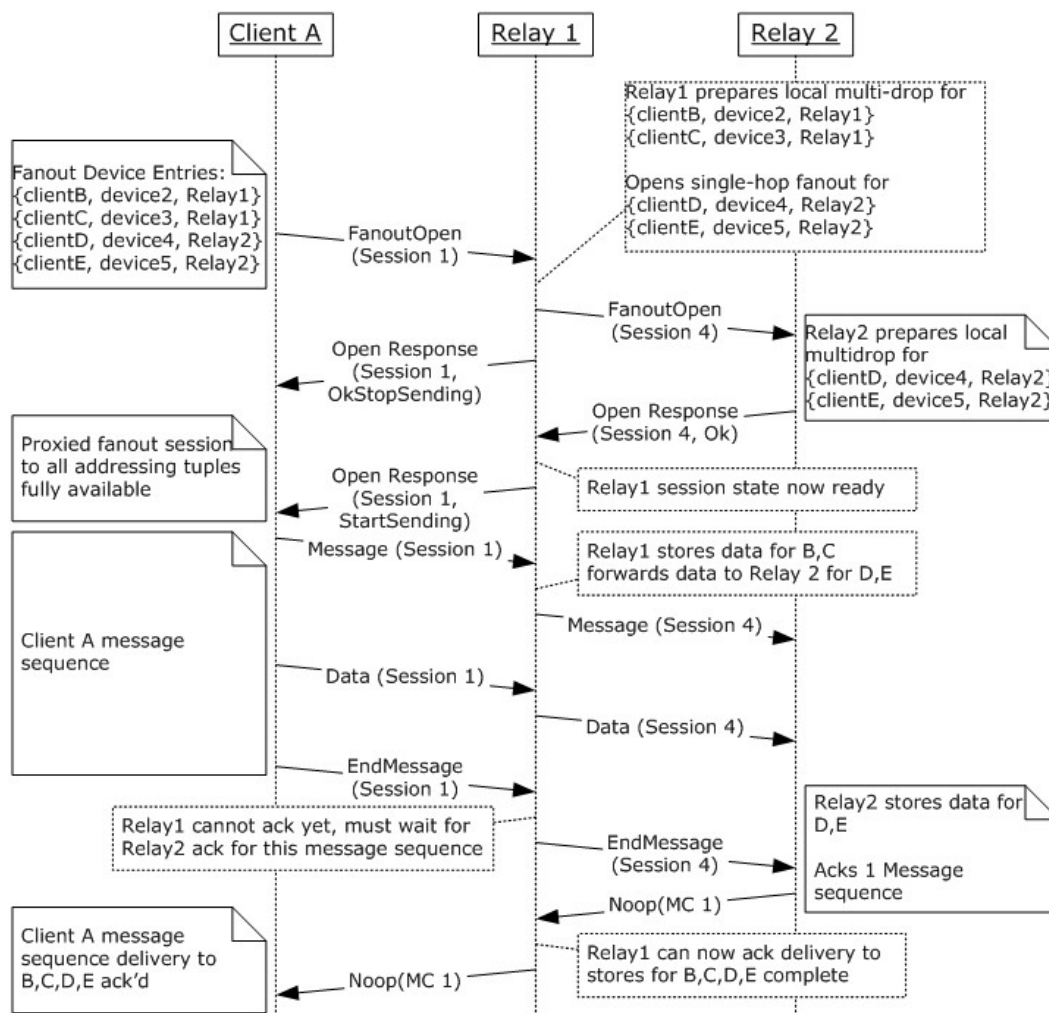 Client A
Relay 1
Relay 2
Relay1 prepares local multi-drop for
{clientB, device2, Relay1}
{clientC, device3, Relay1}
Opens single-hop fanout for
{clientD, device4, Relay2}
{clientE, device5, Relay2}
Fanout Device Entries:
{clientB, device2, Relay1}
{clientC, device3, Relay1}
{clientD, device4, Relay2}
{clientE, device5, Relay2}
FanoutOpen
(Session 1)
FanoutOpen
(Session 4)
Relay2 prepares local
multidrop for
{clientD, device4, Relay2}
{clientE, device5, Relay2}
Open Response
(Session 1,
OkStopSending)
Open Response
(Session 4, Ok)
Proxied fanout session
to all addressing tuples
fully available
Relay1 session state now ready
Open Response
(Session 1,
StartSending)
Message (Session 1)
Relay1 stores data for B,C
forwards data to Relay 2 for D,E
Message (Session 4)
Client A message
sequence
Data (Session 1)
Data (Session 4)
EndMessage
(Session 1)
Relay1 cannot ack yet, must wait for
Relay2 ack for this message sequence
EndMessage
(Session 4)
Relay2 stores data for
D,E
Acks 1 Message
sequence
Noop(MC 1)
Client A message
sequence delivery to
B,C,D,E ack'd
Relay1 can now ack delivery to
stores for B,C,D,E complete
Noop(MC 1)